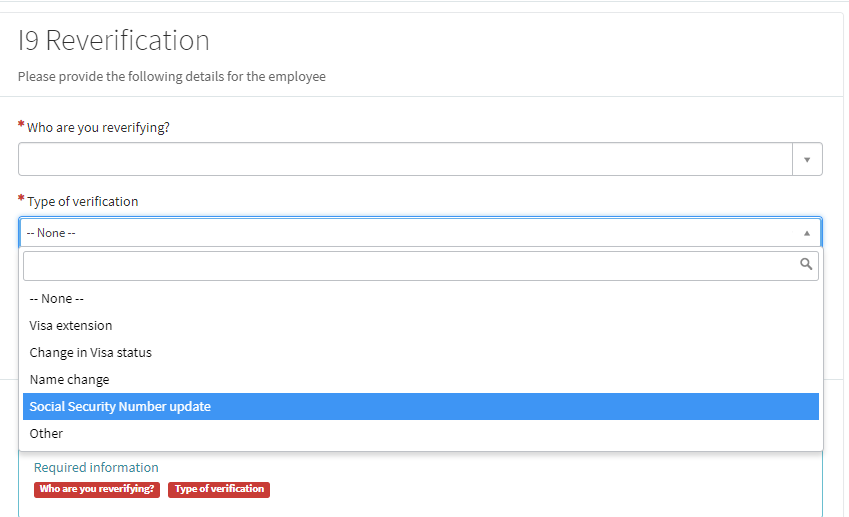 I9 Reverification
Please provide the following details for the employee
* Who are you reverifying?
* Type of verification
-- None --
-- None --
Visa extension
Change in Visa status
Name change
Social Security Number update
Other
Required information
Who are you reverifying? Type of verification